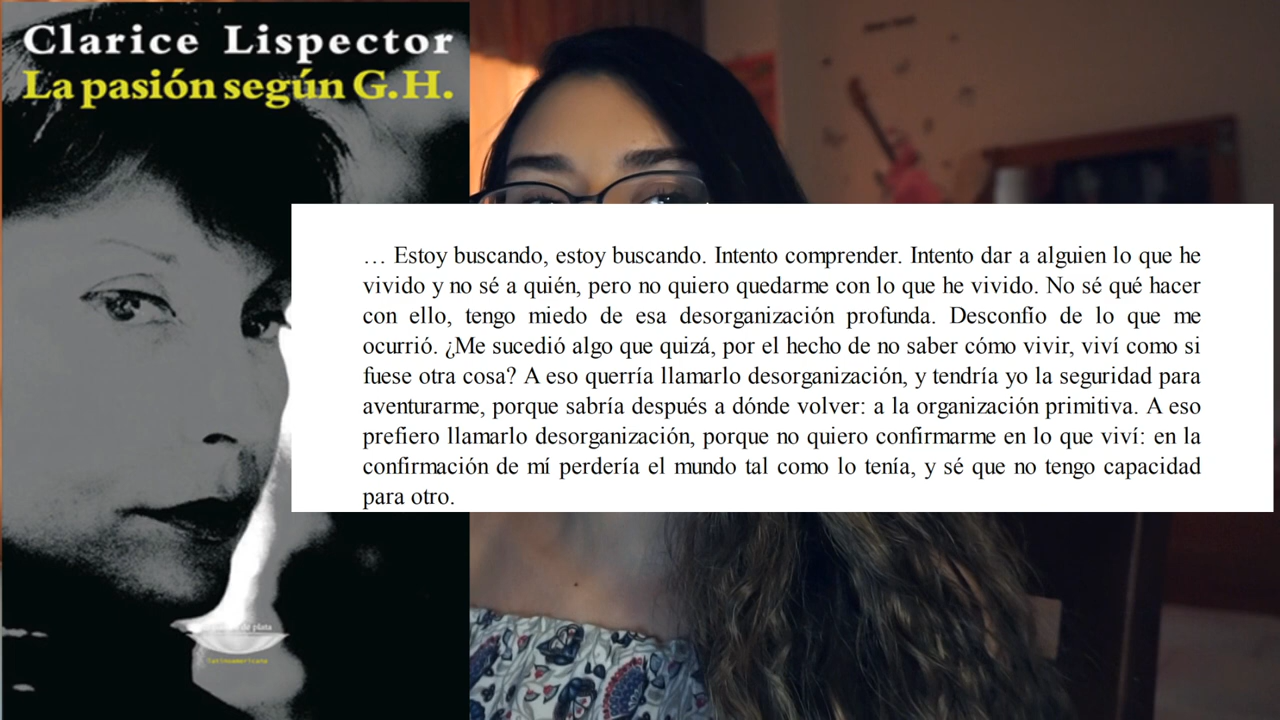 Clarice Lispector
La pasión según G.H.
… Estoy buscando, estoy buscando. Intento comprender. Intento dar a alguien lo que he
vivido y no sé a quién, pero no quiero quedarme con lo que he vivido. No sé qué hacer
con ello, tengo miedo de esa desorganización profunda. Desconfío de lo que me
ocurrió. ¿Me sucedió algo que quizá, por el hecho de no saber cómo vivir, viví como si
fuese otra cosa? A eso querría llamarlo desorganización, y tendría yo la seguridad para
aventurarme, porque sabría después a dónde volver: a la organización primitiva. A eso
prefiero llamarlo desorganización, porque no quiero confirmarme en lo que viví: en la
confirmación de mí perdería el mundo tal como lo tenía, y sé que no tengo capacidad
para otro.
de plata